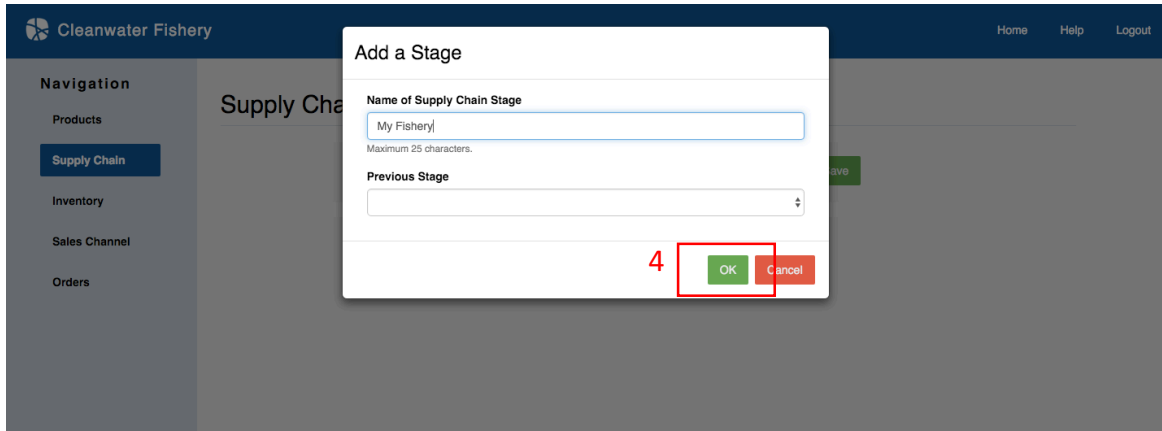 Cleanwater Fishery
Home Help Logout
Navigation
Products
Supply Chain
Inventory
Sales Channel
Orders
Supply Cha
Add a Stage
Name of Supply Chain Stage
My Fishery
Maximum 25 characters.
Previous Stage
4
OK Cancel
ave